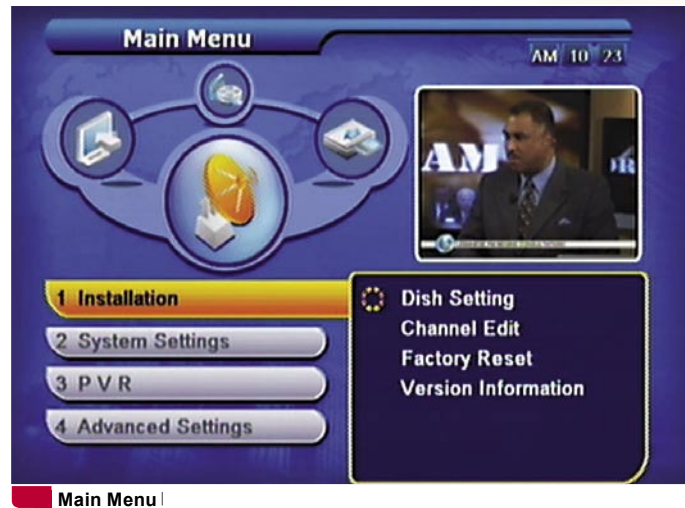 Main Menu
AM 10 23
AM
1 Installation
2 System Settings
3 P V R
4 Advanced Settings
Dish Setting
Channel Edit
Factory Reset
Version Information
Main Menu